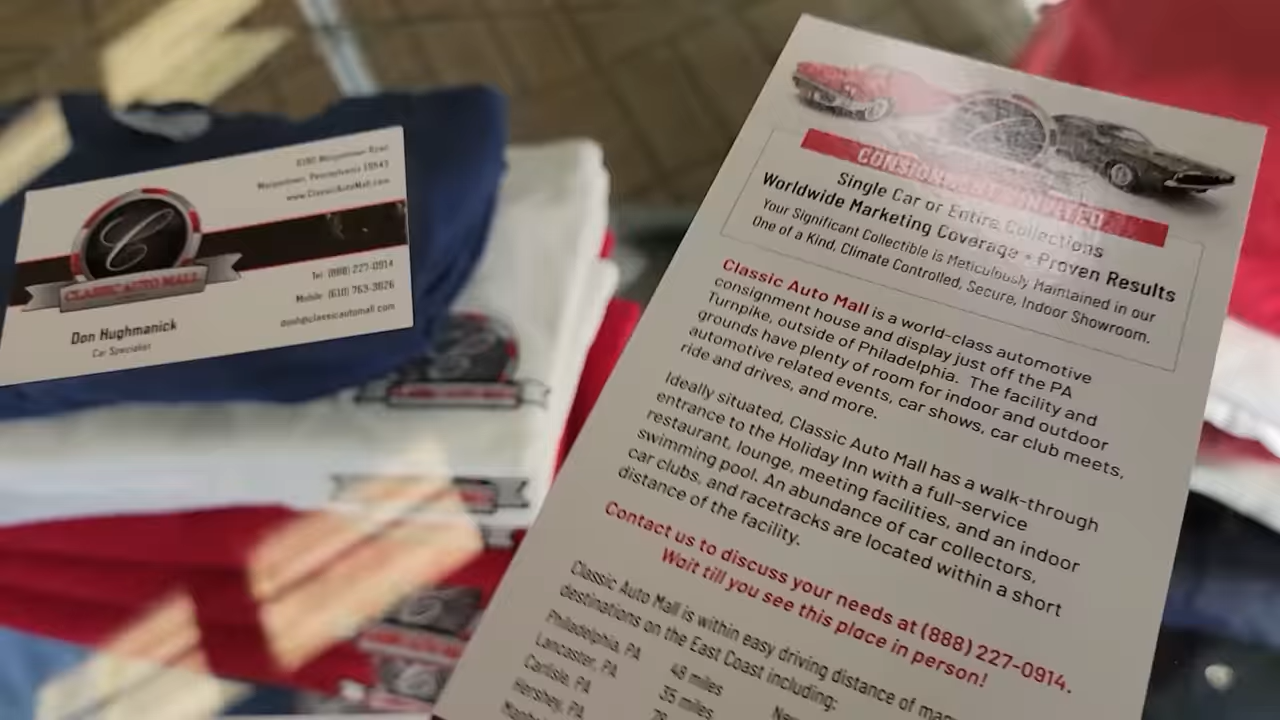 6180 Morgantown Road
Morgantown, Pennsylvania 19543
www.ClassicAutoMall.com
C
CLASSIC AUTO MALL
Tel (888) 227-0914
Mobile (610) 763-3826
donh@classicautomall.com
Don Hughmanick
Car Specialist
CONSIGNMENTS INVITED
Single Car or Entire Collections
Worldwide Marketing Coverage • Proven Results
Your Significant Collectible is Meticulously Maintained in our
One of a Kind, Climate Controlled, Secure, Indoor Showroom.
Classic Auto Mall is a world-class automotive
consignment house and display just off the PA
Turnpike, outside of Philadelphia. The facility and
grounds have plenty of room for indoor and outdoor
automotive related events, car shows, car club meets,
ride and drives, and more.
Ideally situated, Classic Auto Mall has a walk-through
entrance to the Holiday Inn with a full-service
restaurant, lounge, meeting facilities, and an indoor
swimming pool. An abundance of car collectors,
car clubs, and racetracks are located within a short
distance of the facility.
Contact us to discuss your needs at (888) 227-0914.
Wait till you see this place in person!
Classic Auto Mall is within easy driving distance of
destinations on the East Coast including:
Philadelphia, PA 48 miles
Lancaster, PA 35 miles
Carlisle, PA
Hershey, PA